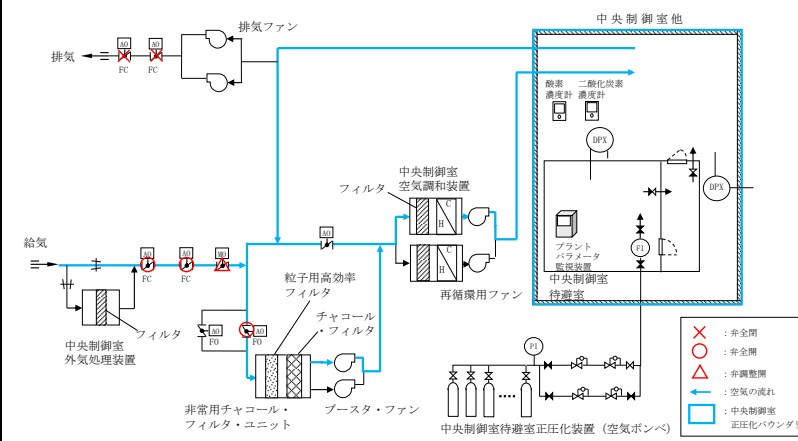 中央制御室他
排気ファン
排気
AO
AO
FC
FC
酸素
濃度計
二酸化炭素
濃度計
DPX
DPX
中央制御室
空気調和装置
フィルタ
C
H
C
H
AO
再循環用ファン
プラント
パラメータ
監視装置
FI
中央制御室
待避室
給気
AO
AO
MO
FC
FC
フィルタ
中央制御室
外気処理装置
粒子用高効率
フィルタ
チャコール
・フィルタ
AO
FO
AO
FO
非常用チャコール・
フィルタ・ユニット
ブースタ・ファン
PI
中央制御室待避室正圧化装置（空気ボンベ）
：弁全閉
：弁全開
：弁調整開
：空気の流れ
：中央制御室
正圧化バウンダリ